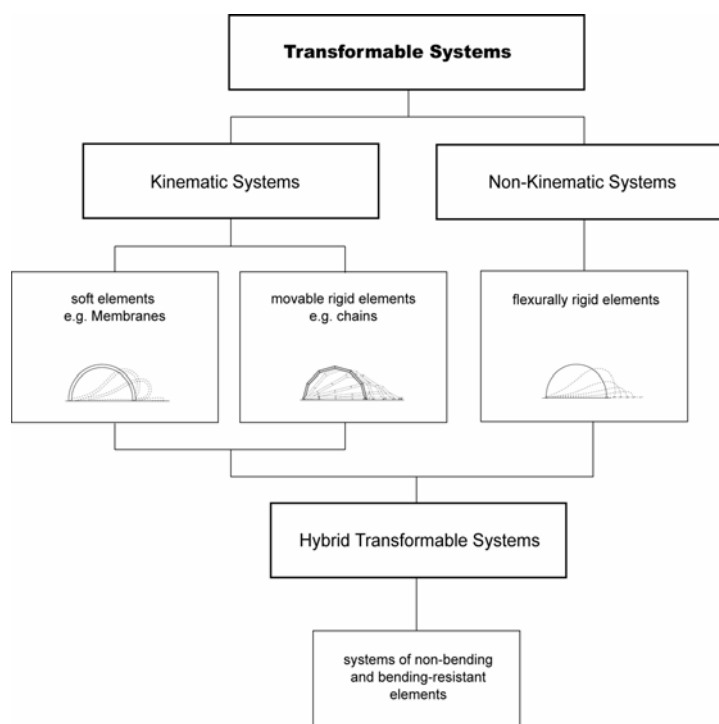 Transformable Systems
Kinematic Systems
Non-Kinematic Systems
soft elements
e.g. Membranes
movable rigid elements
e.g. chains
flexurally rigid elements
Hybrid Transformable Systems
systems of non-bending
and bending-resistant
elements